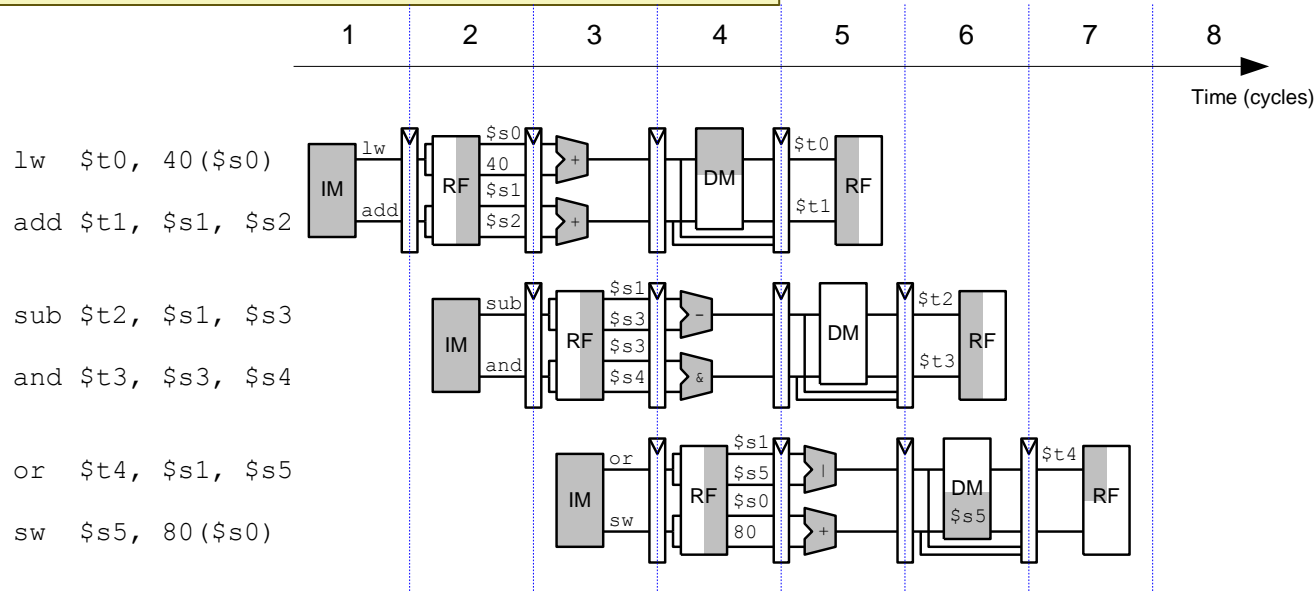 1 2 3 4 5 6 7 8
Time (cycles)
lw $t0, 40($s0)
add $t1, $s1, $s2
IM
lw
add
RF
$s0
40
$s1
$s2
+
+
DM
$t0
$t1
RF
sub $t2, $s1, $s3
and $t3, $s3, $s4
IM
sub
and
RF
$s1
$s3
$s3
$s4
-
&
DM
$t2
$t3
RF
or $t4, $s1, $s5
sw $s5, 80($s0)
IM
or
sw
RF
$s1
$s5
$s0
80
|
+
DM
$s5
$t4
RF